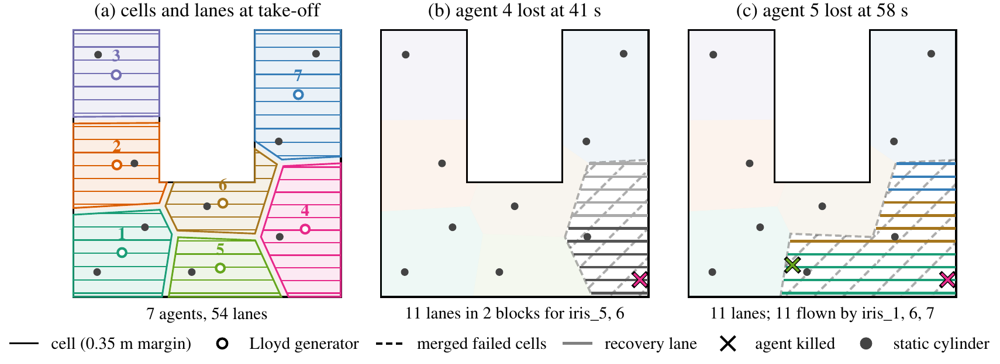 (a) cells and lanes at take-off
(b) agent 4 lost at 41 s
(c) agent 5 lost at 58 s
3
7
2
6
4
1
5
7 agents, 54 lanes
11 lanes in 2 blocks for iris_5, 6
11 lanes; 11 flown by iris_1, 6, 7
cell (0.35 m margin)
Lloyd generator
merged failed cells
recovery lane
agent killed
static cylinder